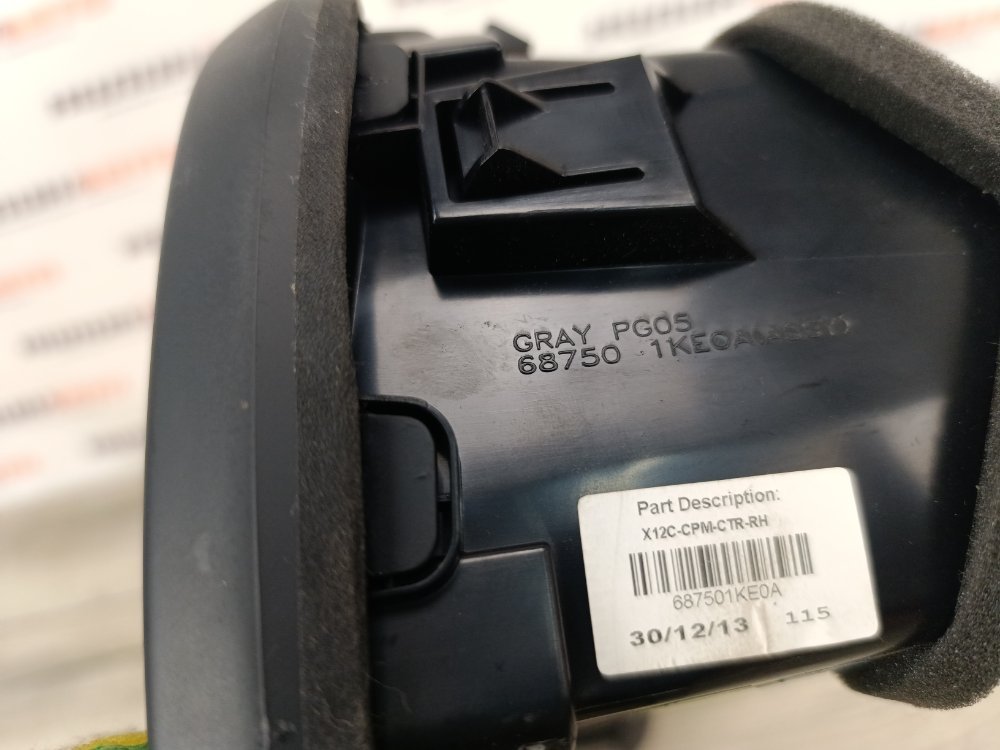 GRAY PG05
68750 1KE0A
Part Description:
X12C-CPM-CTR-RH
687501KE0A
30/12/13 115